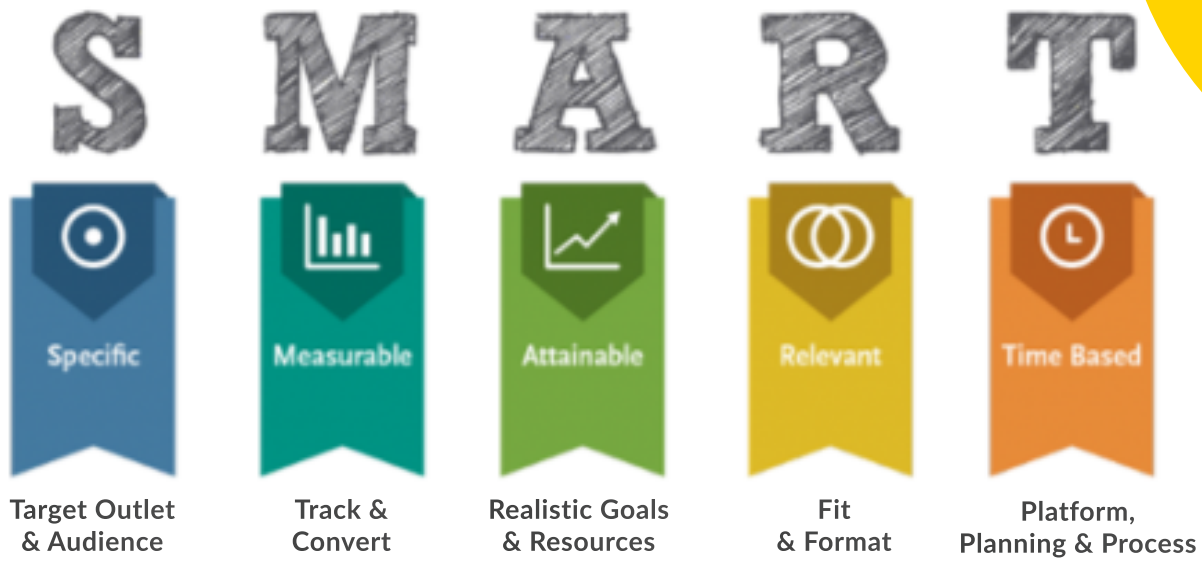 S M A R T
Specific
Measurable
Attainable
Relevant
Time Based
Target Outlet
& Audience
Track &
Convert
Realistic Goals
& Resources
Fit
& Format
Platform,
Planning & Process